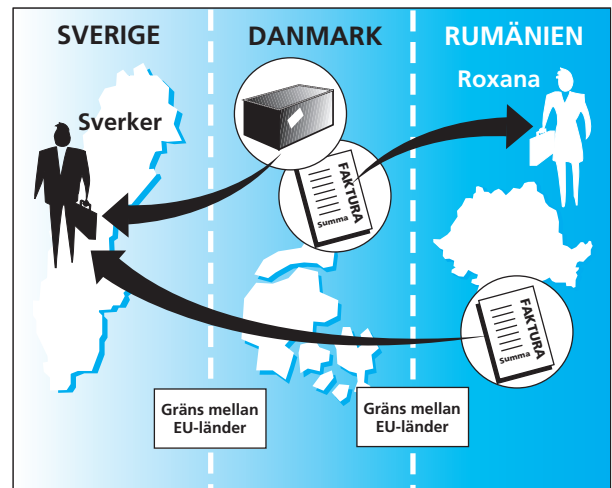 SVERIGE
DANMARK
RUMÄNIEN
Sverker
Roxana
FAKTURA
Summa
FAKTURA
Summa
Gräns mellan
EU-länder
Gräns mellan
EU-länder